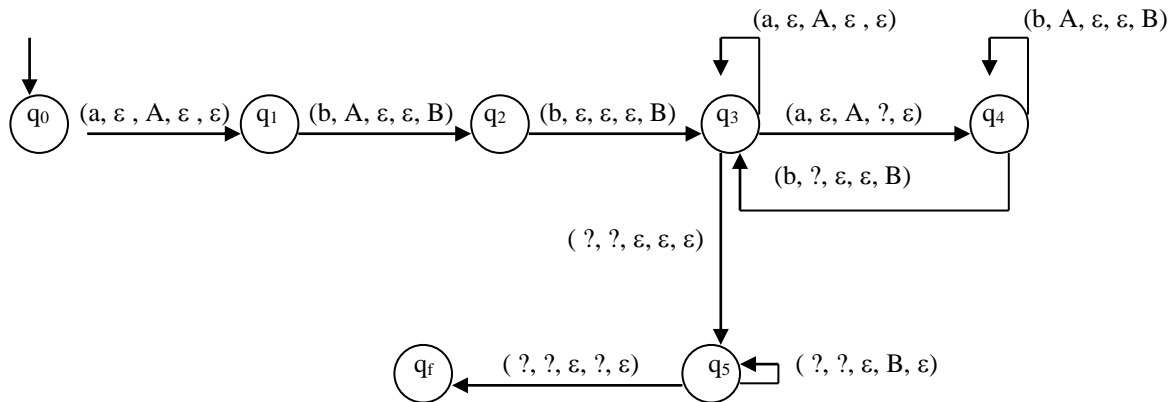 (a, ε, A, ε , ε) (b, A, ε, ε, B)
q0 (a, ε , A, ε , ε) q1 (b, A, ε, ε, B) q2 (b, ε, ε, ε, B) q3 (a, ε, A, ?, ε) q4
(b, ?, ε, ε, B)
( ?, ?, ε, ε, ε)
qf ( ?, ?, ε, ?, ε) q5 ( ?, ?, ε, B, ε)